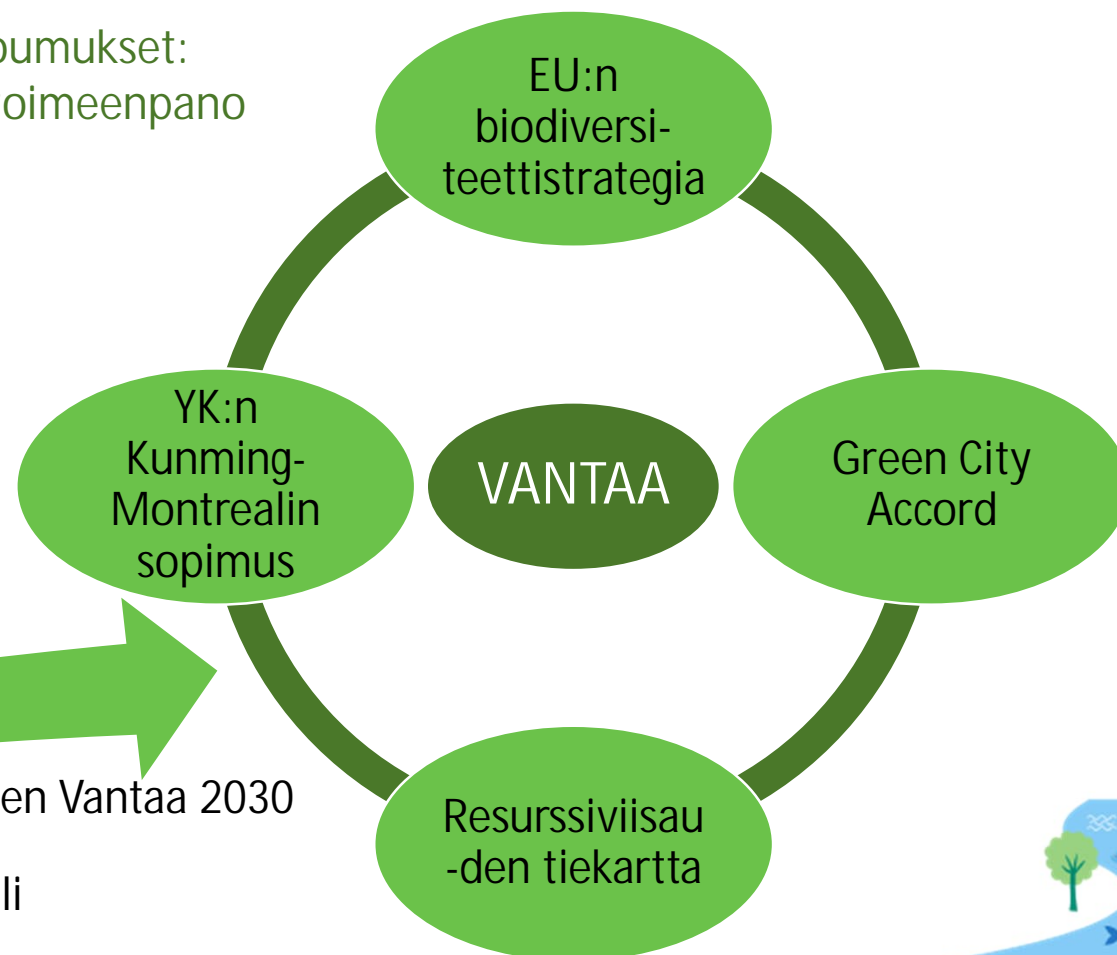 oumukset:
oimeenpano
EU:n
biodiversi-
teettistrategia
YK:n
Kunming-
Montrealin
sopimus
VANTAA
Green City
Accord
en Vantaa 2030
Resurssiviisau
-den tiekartta
li